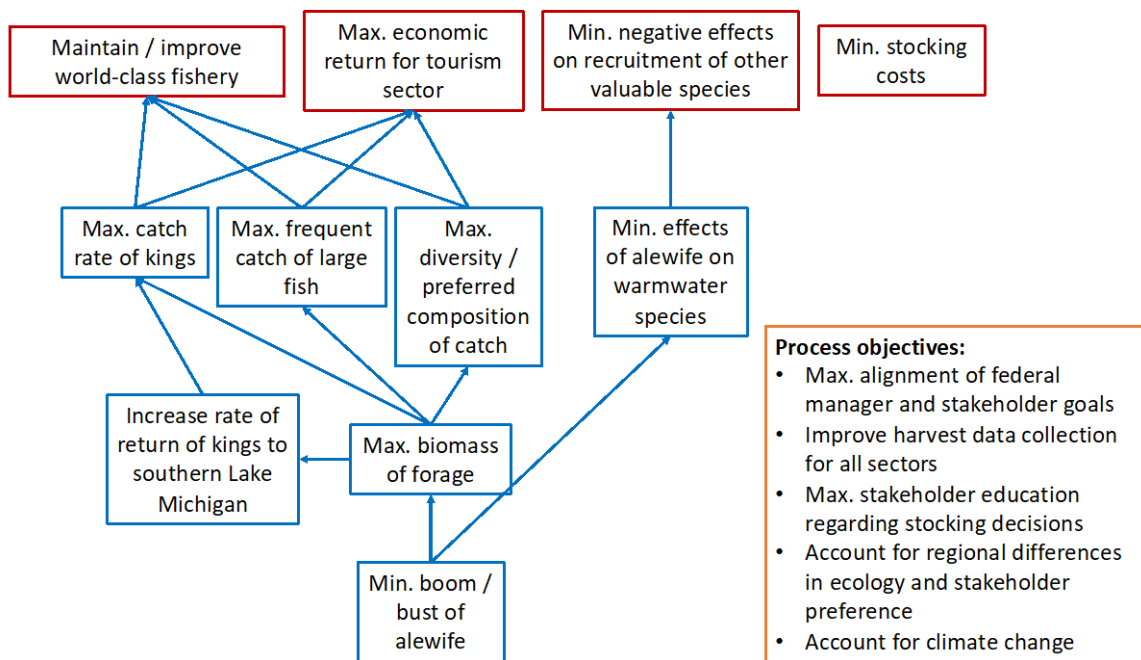 Maintain / improve
world-class fishery
Max. economic
return for tourism
sector
Min. negative effects
on recruitment of other
valuable species
Min. stocking
costs
Max. catch
rate of kings
Max. frequent
catch of large
fish
Max.
diversity /
preferred
composition
of catch
Min. effects
of alewife on
warmwater
species
Increase rate of
return of kings to
southern Lake
Michigan
Max. biomass
of forage
Min. boom /
bust of
alewife
Process objectives:
• Max. alignment of federal
manager and stakeholder goals
• Improve harvest data collection
for all sectors
• Max. stakeholder education
regarding stocking decisions
• Account for regional differences
in ecology and stakeholder
preference
• Account for climate change